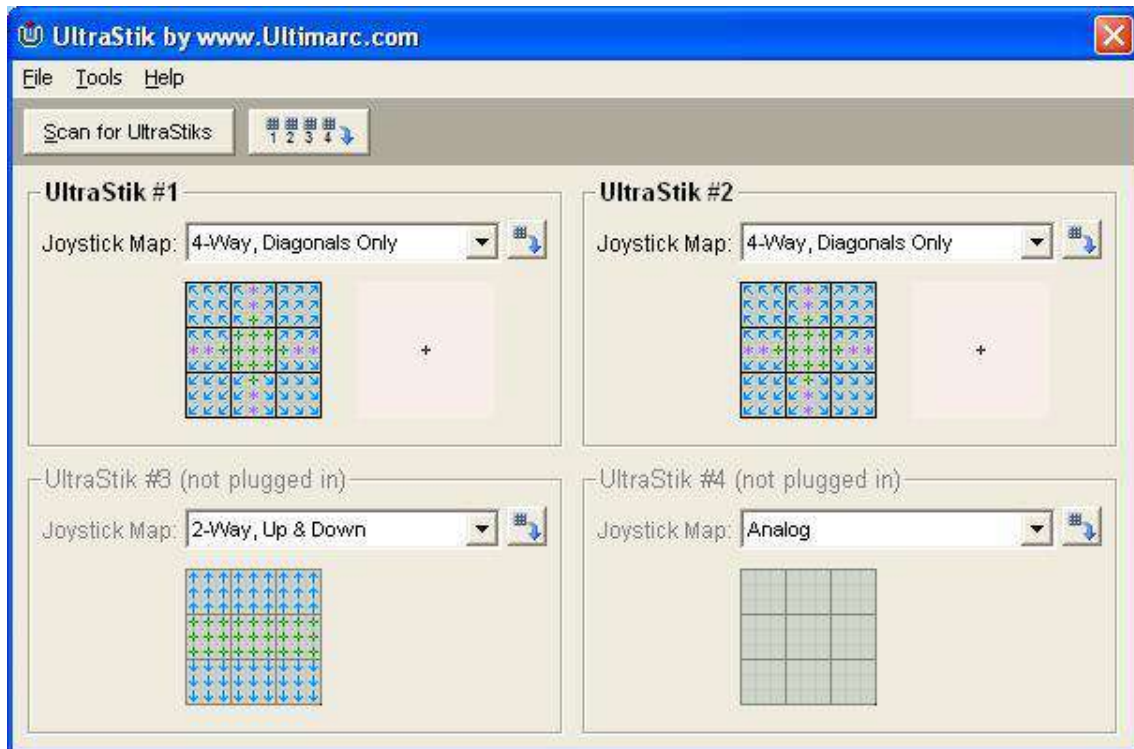 UltraStik by www.Ultimarc.com
File Tools Help
Scan for UltraStiks
1 2 3 4
UltraStik #1
Joystick Map: 4-Way, Diagonals Only
UltraStik #2
Joystick Map: 4-Way, Diagonals Only
UltraStik #3 (not plugged in)
Joystick Map: 2-Way, Up & Down
UltraStik #4 (not plugged in)
Joystick Map: Analog